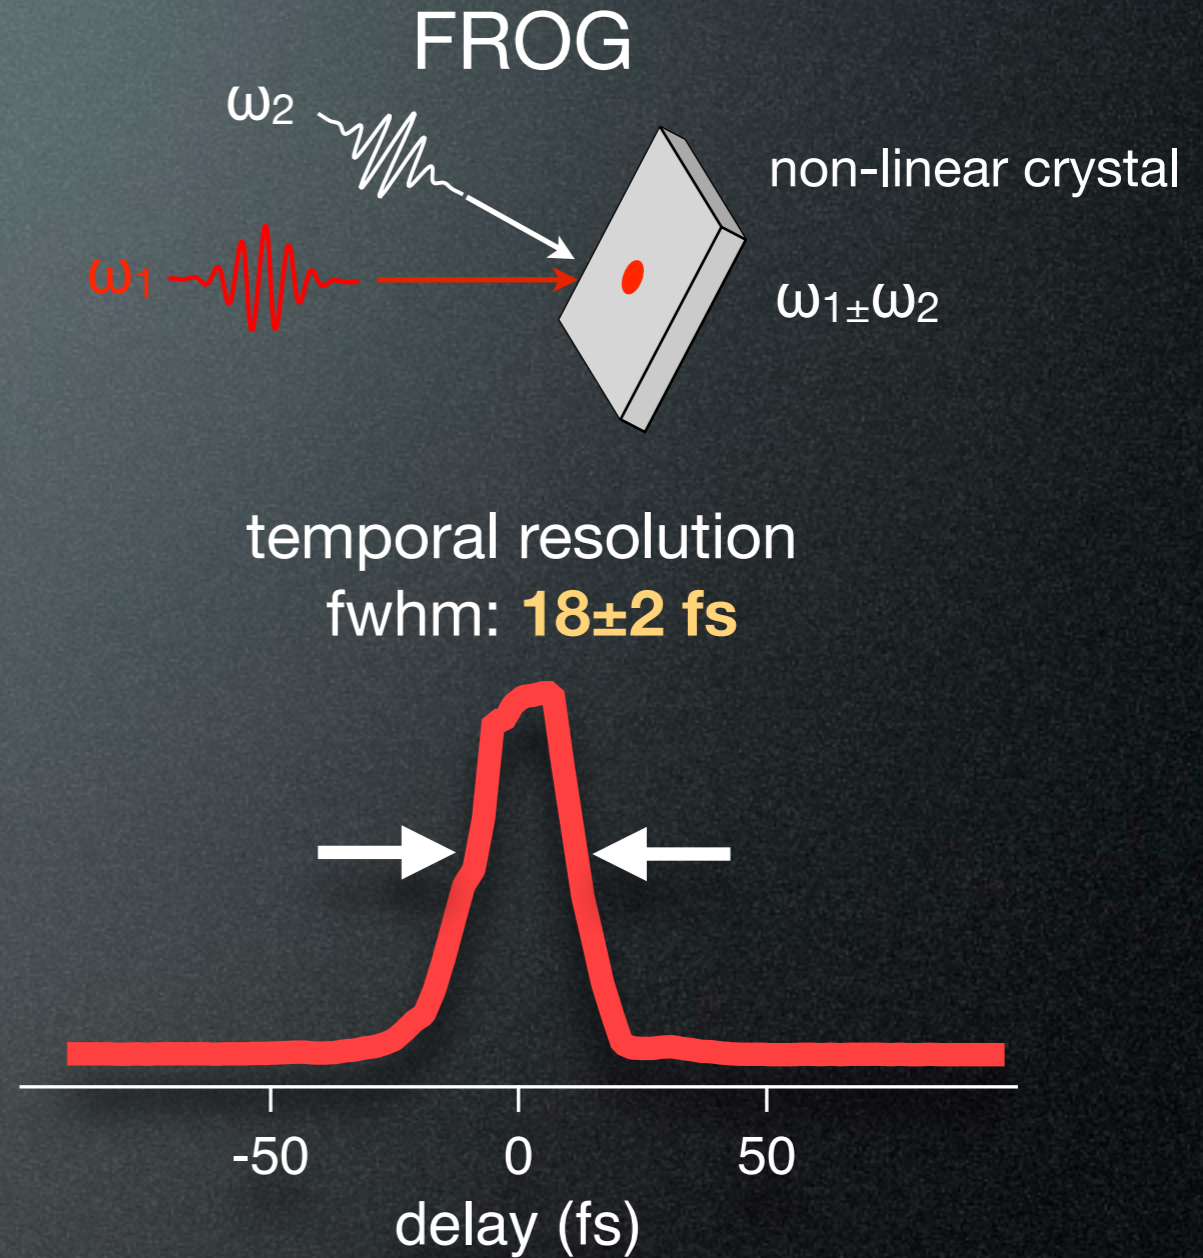 FROG
ω2
non-linear crystal
ω1
ω1±ω2
temporal resolution
fwhm: 18±2 fs
-50 0 50
delay (fs)